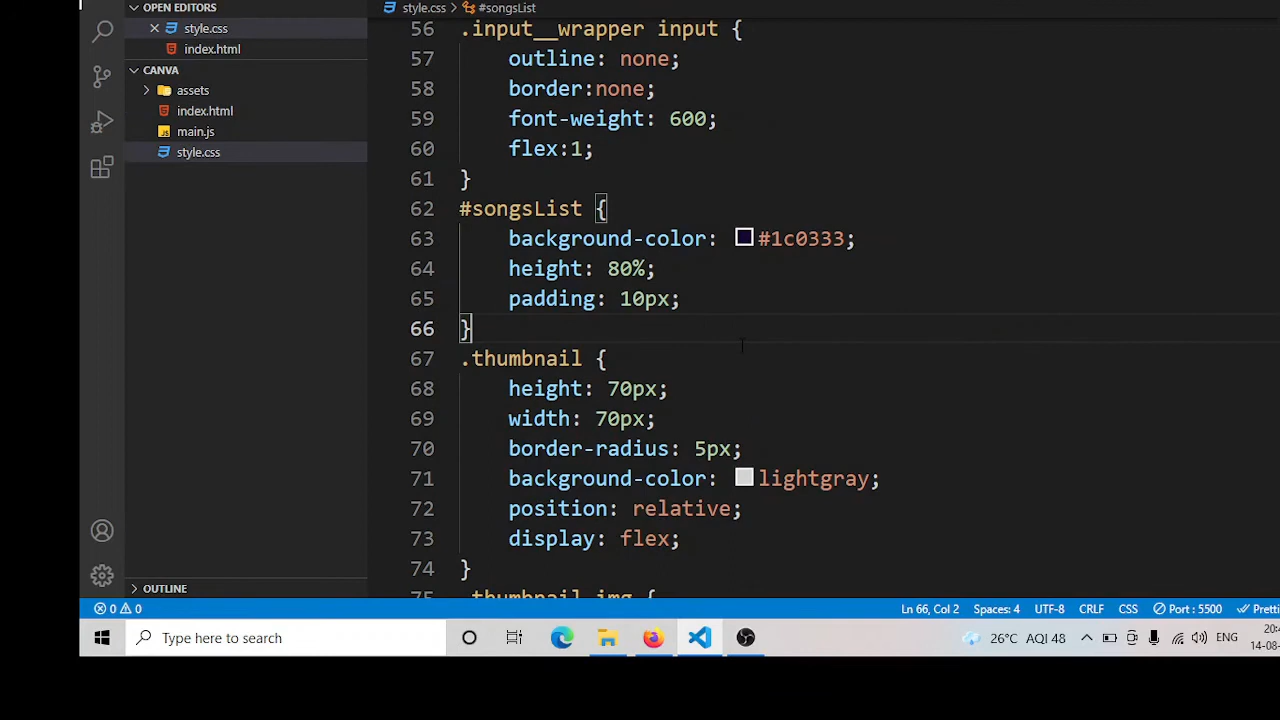 OPEN EDITORS
style.css
index.html
CANVA
assets
index.html
main.js
style.css
OUTLINE
style.css > #songsList
56 .input__wrapper input {
57 outline: none;
58 border:none;
59 font-weight: 600;
60 flex:1;
61 }
62 #songsList {
63 background-color: #1c0333;
64 height: 80%;
65 padding: 10px;
66 }
67 .thumbnail {
68 height: 70px;
69 width: 70px;
70 border-radius: 5px;
71 background-color: lightgray;
72 position: relative;
73 display: flex;
74 }
75 .thumbnail img {
0 0 Ln 66, Col 2 Spaces: 4 UTF-8 CRLF CSS Port : 5500
Type here to search
26°C AQI 48 ENG